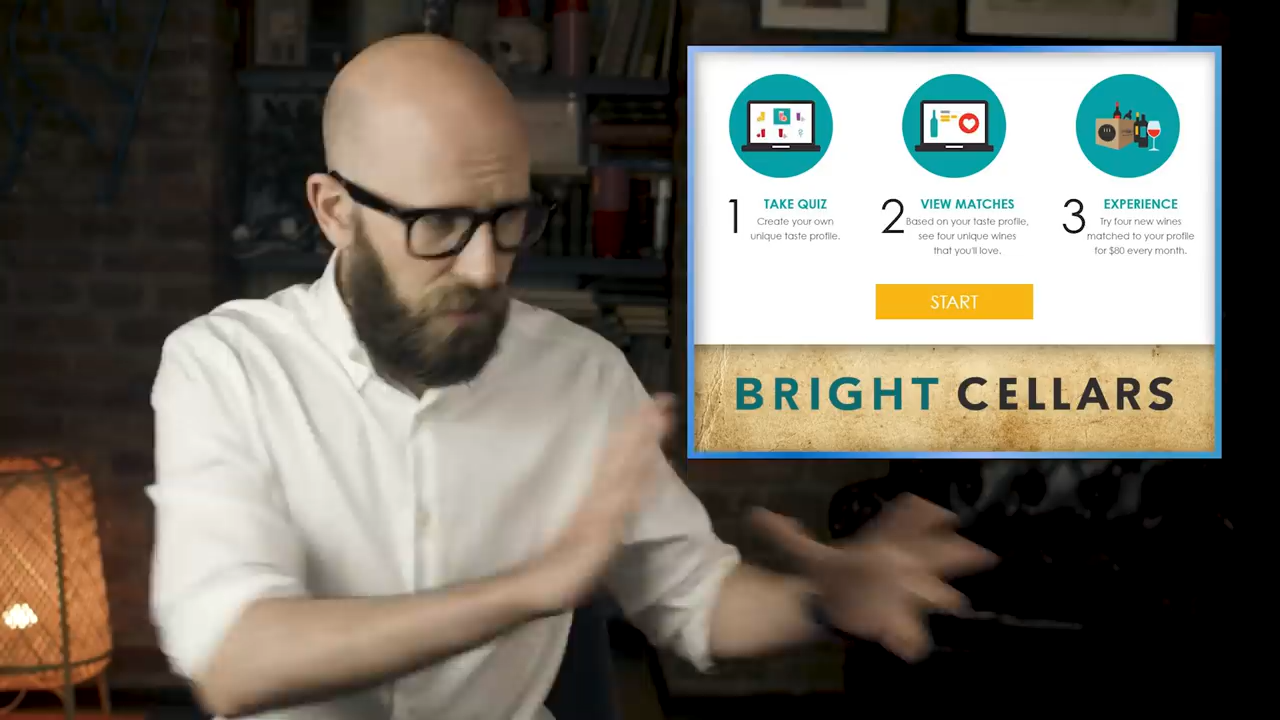 1
TAKE QUIZ
Create your own
unique taste profile.
2
VIEW MATCHES
Based on your taste profile,
see four unique wines
that you'll love.
3
EXPERIENCE
Try four new wines
matched to your profile
for $80 every month.
START
BRIGHT CELLARS